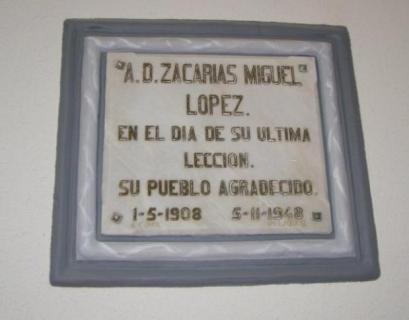 "A.D. ZACARIAS MIGUEL
LOPEZ.
EN EL DIA DE SU ULTIMA
LECCION.
SU PUEBLO AGRADECIDO.
1-5-1908 5-11-1948